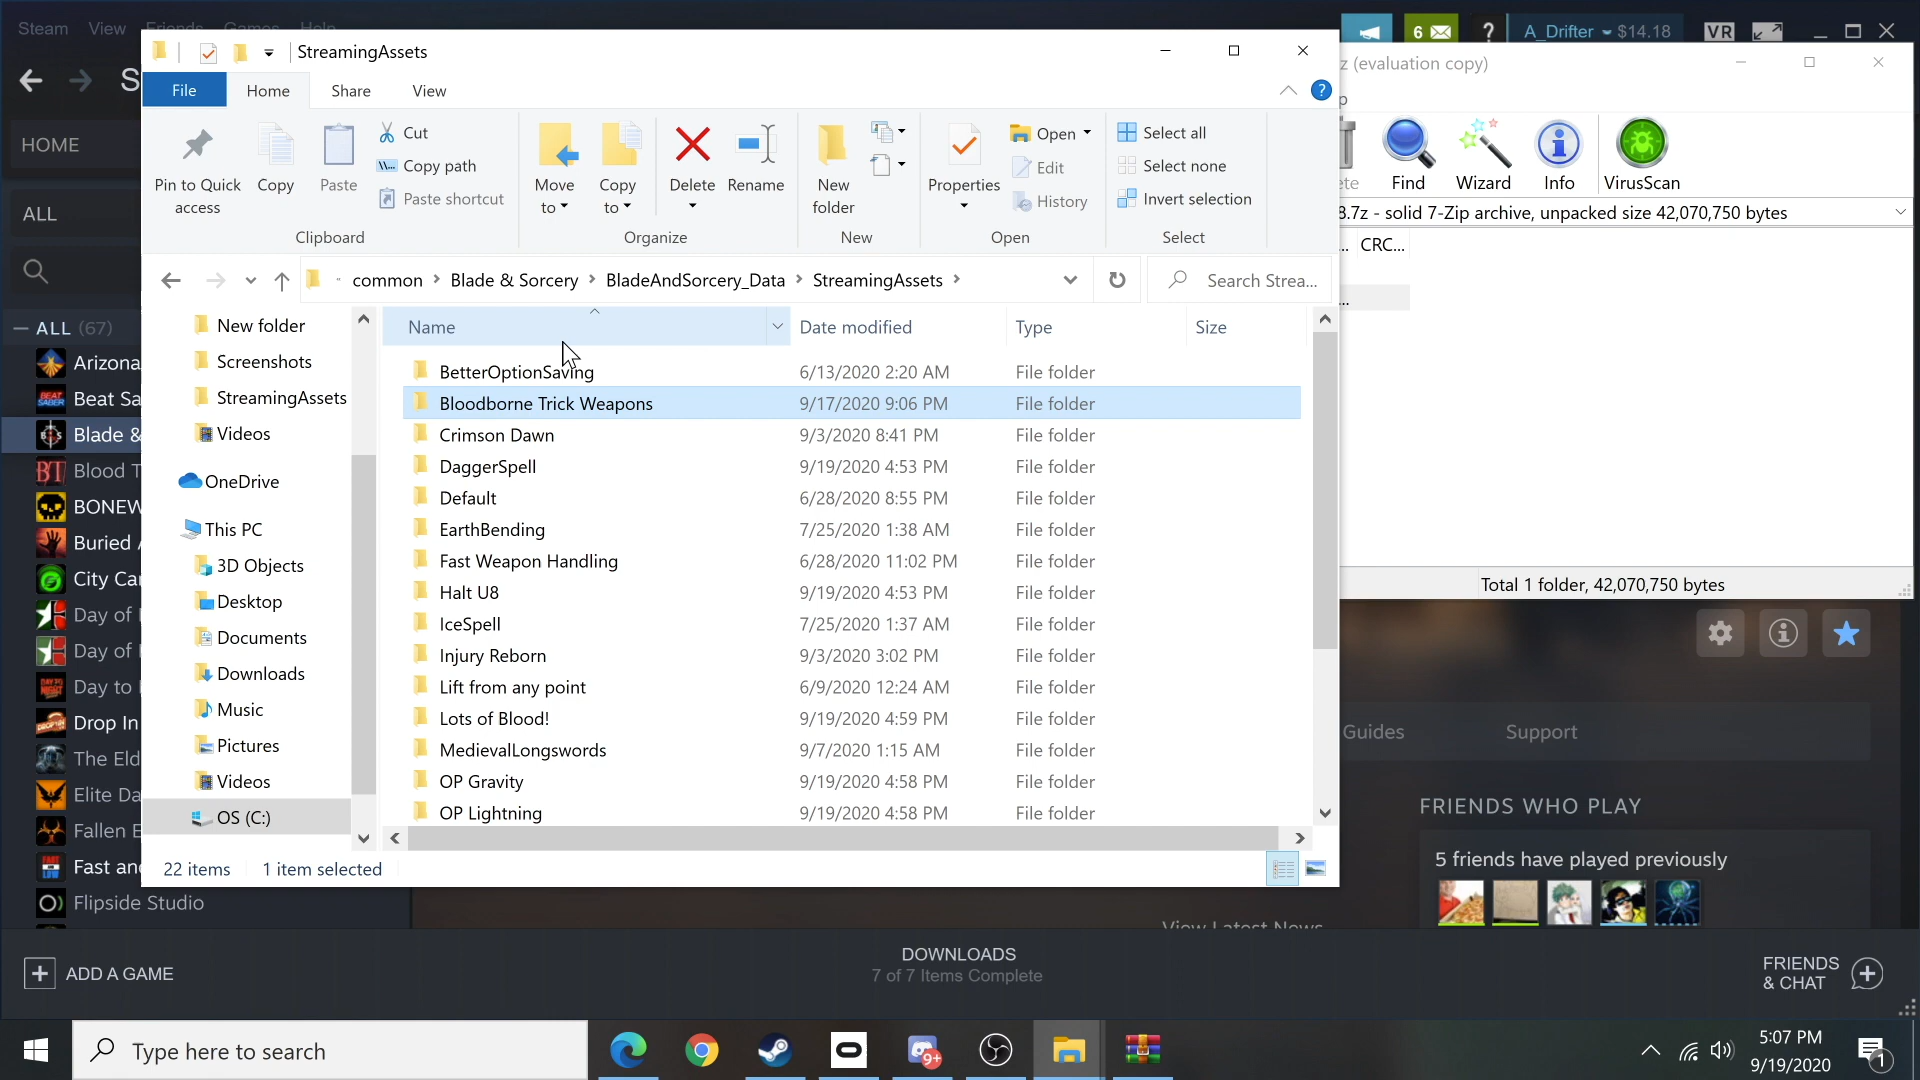 Steam View Friends Games Help
6 ? A_Drifter $14.18 VR
StreamingAssets
z (evaluation copy)
S
File Home Share View
p
HOME
ALL
Pin to Quick access
Copy
Paste
Cut
Copy path
Paste shortcut
Clipboard
Move to
Copy to
Delete
Rename
Organize
New folder
New
Properties
Open
Edit
History
Open
Select all
Select none
Invert selection
Select
te Find Wizard Info VirusScan
8.7z - solid 7-Zip archive, unpacked size 42,070,750 bytes
... CRC...
...
common > Blade & Sorcery > BladeAndSorcery_Data > StreamingAssets >
Search Strea...
ALL (67)
Arizona
Beat Sa
Blade &
Blood T
BONEW
Buried
City Ca
Day of
Day of
Day to
Drop In
The Eld
Elite Da
Fallen E
Fast an
Flipside Studio
New folder
Screenshots
StreamingAssets
Videos
OneDrive
This PC
3D Objects
Desktop
Documents
Downloads
Music
Pictures
Videos
OS (C:)
Name Date modified Type Size
BetterOptionSaving 6/13/2020 2:20 AM File folder
Bloodborne Trick Weapons 9/17/2020 9:06 PM File folder
Crimson Dawn 9/3/2020 8:41 PM File folder
DaggerSpell 9/19/2020 4:53 PM File folder
Default 6/28/2020 8:55 PM File folder
EarthBending 7/25/2020 1:38 AM File folder
Fast Weapon Handling 6/28/2020 11:02 PM File folder
Halt U8 9/19/2020 4:53 PM File folder
IceSpell 7/25/2020 1:37 AM File folder
Injury Reborn 9/3/2020 3:02 PM File folder
Lift from any point 6/9/2020 12:24 AM File folder
Lots of Blood! 9/19/2020 4:59 PM File folder
MedievalLongswords 9/7/2020 1:15 AM File folder
OP Gravity 9/19/2020 4:58 PM File folder
OP Lightning 9/19/2020 4:58 PM File folder
22 items 1 item selected
Total 1 folder, 42,070,750 bytes
Guides Support
FRIENDS WHO PLAY
5 friends have played previously
View Latest News
ADD A GAME
DOWNLOADS
7 of 7 Items Complete
FRIENDS
& CHAT
Type here to search
9+
5:07 PM
9/19/2020
1